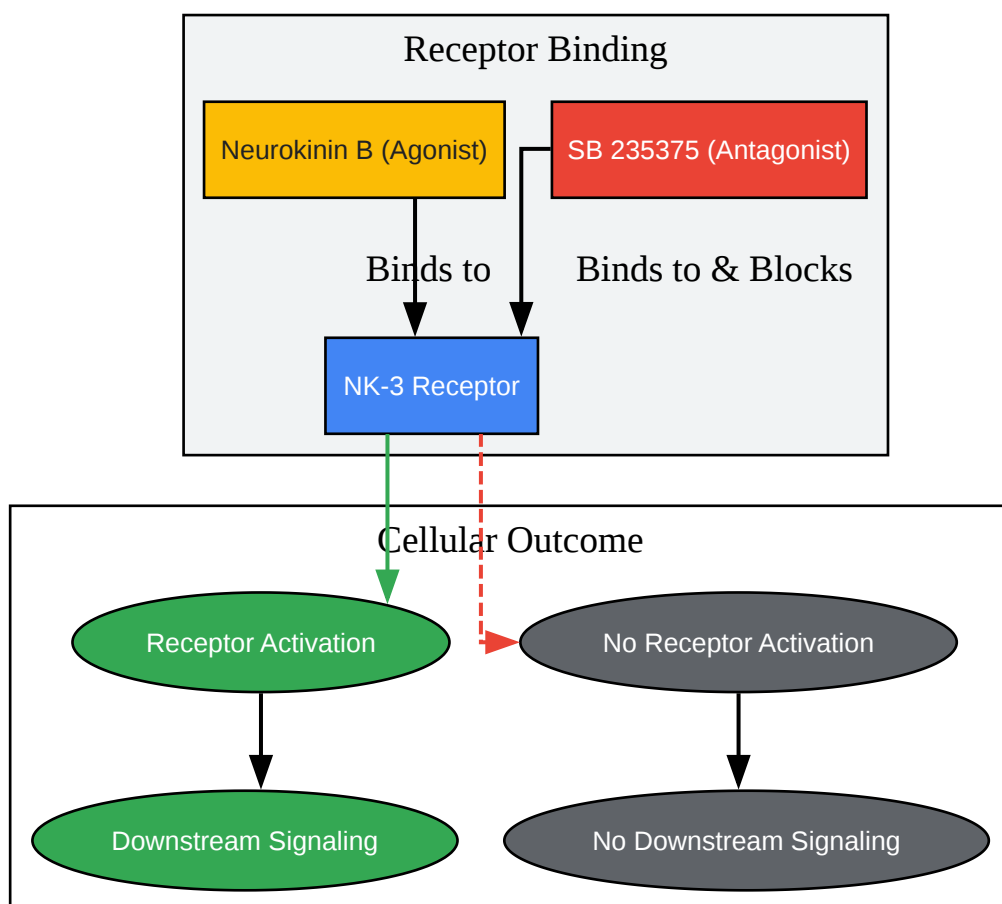 Receptor Binding
Neurokinin B (Agonist)
SB 235375 (Antagonist)
Binds to
Binds to & Blocks
NK-3 Receptor
Cellular Outcome
Receptor Activation
No Receptor Activation
Downstream Signaling
No Downstream Signaling